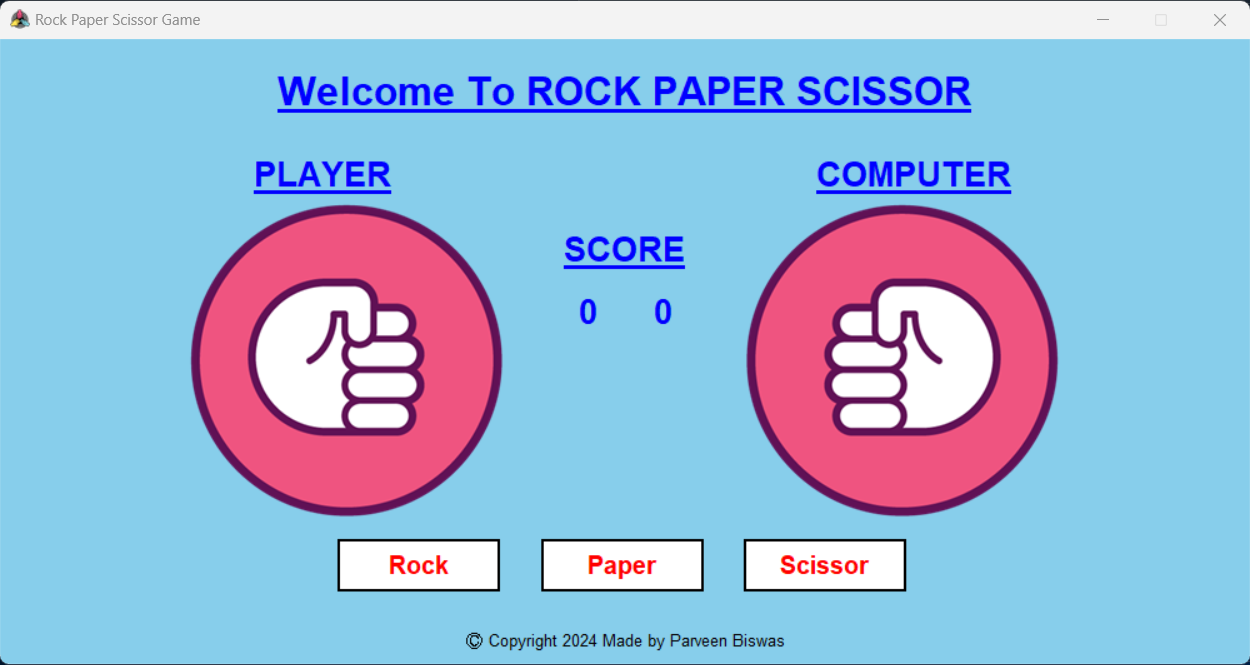 Rock Paper Scissor Game
Welcome To ROCK PAPER SCISSOR
PLAYER
COMPUTER
SCORE
0 0
Rock
Paper
Scissor
© Copyright 2024 Made by Parveen Biswas